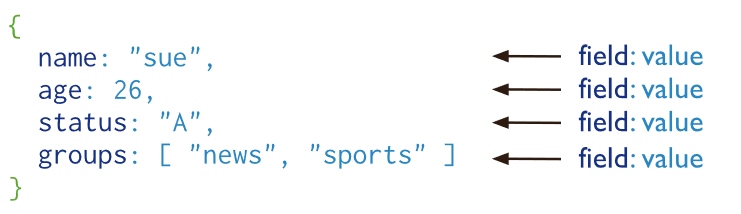 {
name: "sue", field: value
age: 26, field: value
status: "A", field: value
groups: [ "news", "sports" ] field: value
}